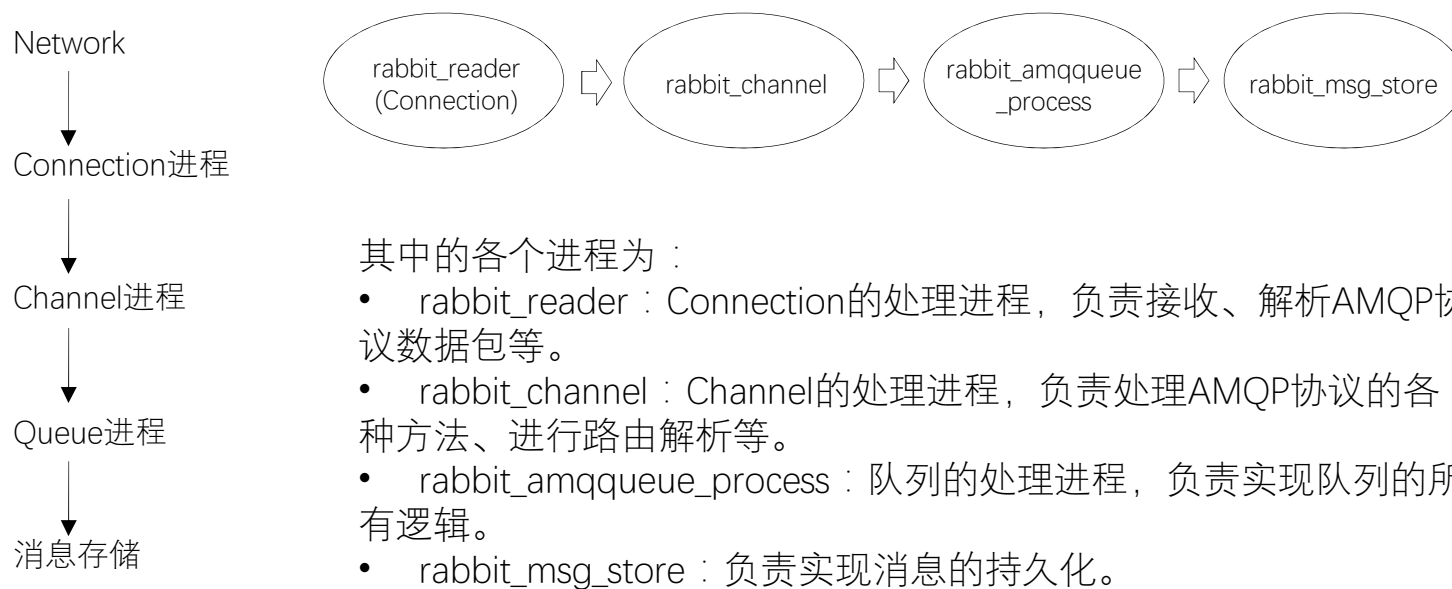 Network
Connection进程
Channel进程
Queue进程
消息存储
rabbit_reader
(Connection)
rabbit_channel
rabbit_amqqueue
_process
rabbit_msg_store
其中的各个进程为：
• rabbit_reader：Connection的处理进程，负责接收、解析AMQP协
议数据包等。
• rabbit_channel：Channel的处理进程，负责处理AMQP协议的各
种方法、进行路由解析等。
• rabbit_amqqueue_process：队列的处理进程，负责实现队列的所
有逻辑。
• rabbit_msg_store：负责实现消息的持久化。